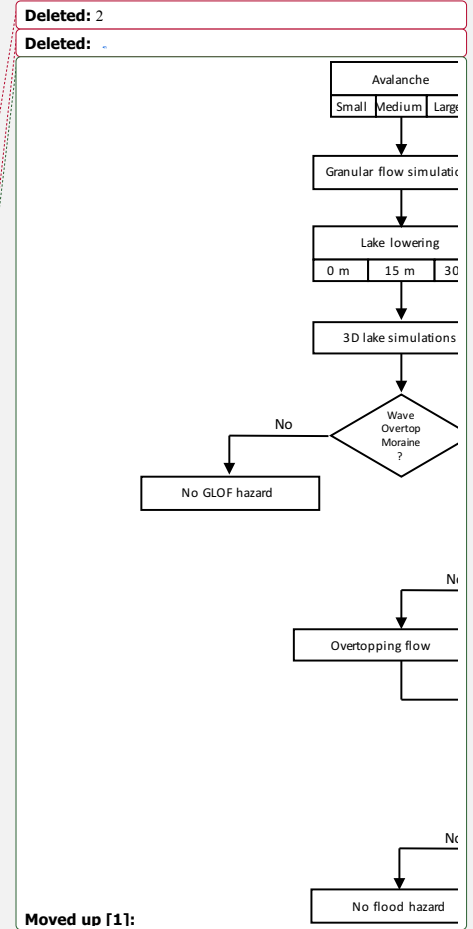 Deleted: 2
Deleted:
Avalanche
Small Medium Large
Granular flow simulatio
Lake lowering
0 m 15 m 30
3D lake simulations
Wave
Overtop
Moraine
?
No
No GLOF hazard
No
Overtopping flow
No
No flood hazard
Moved up [1]: